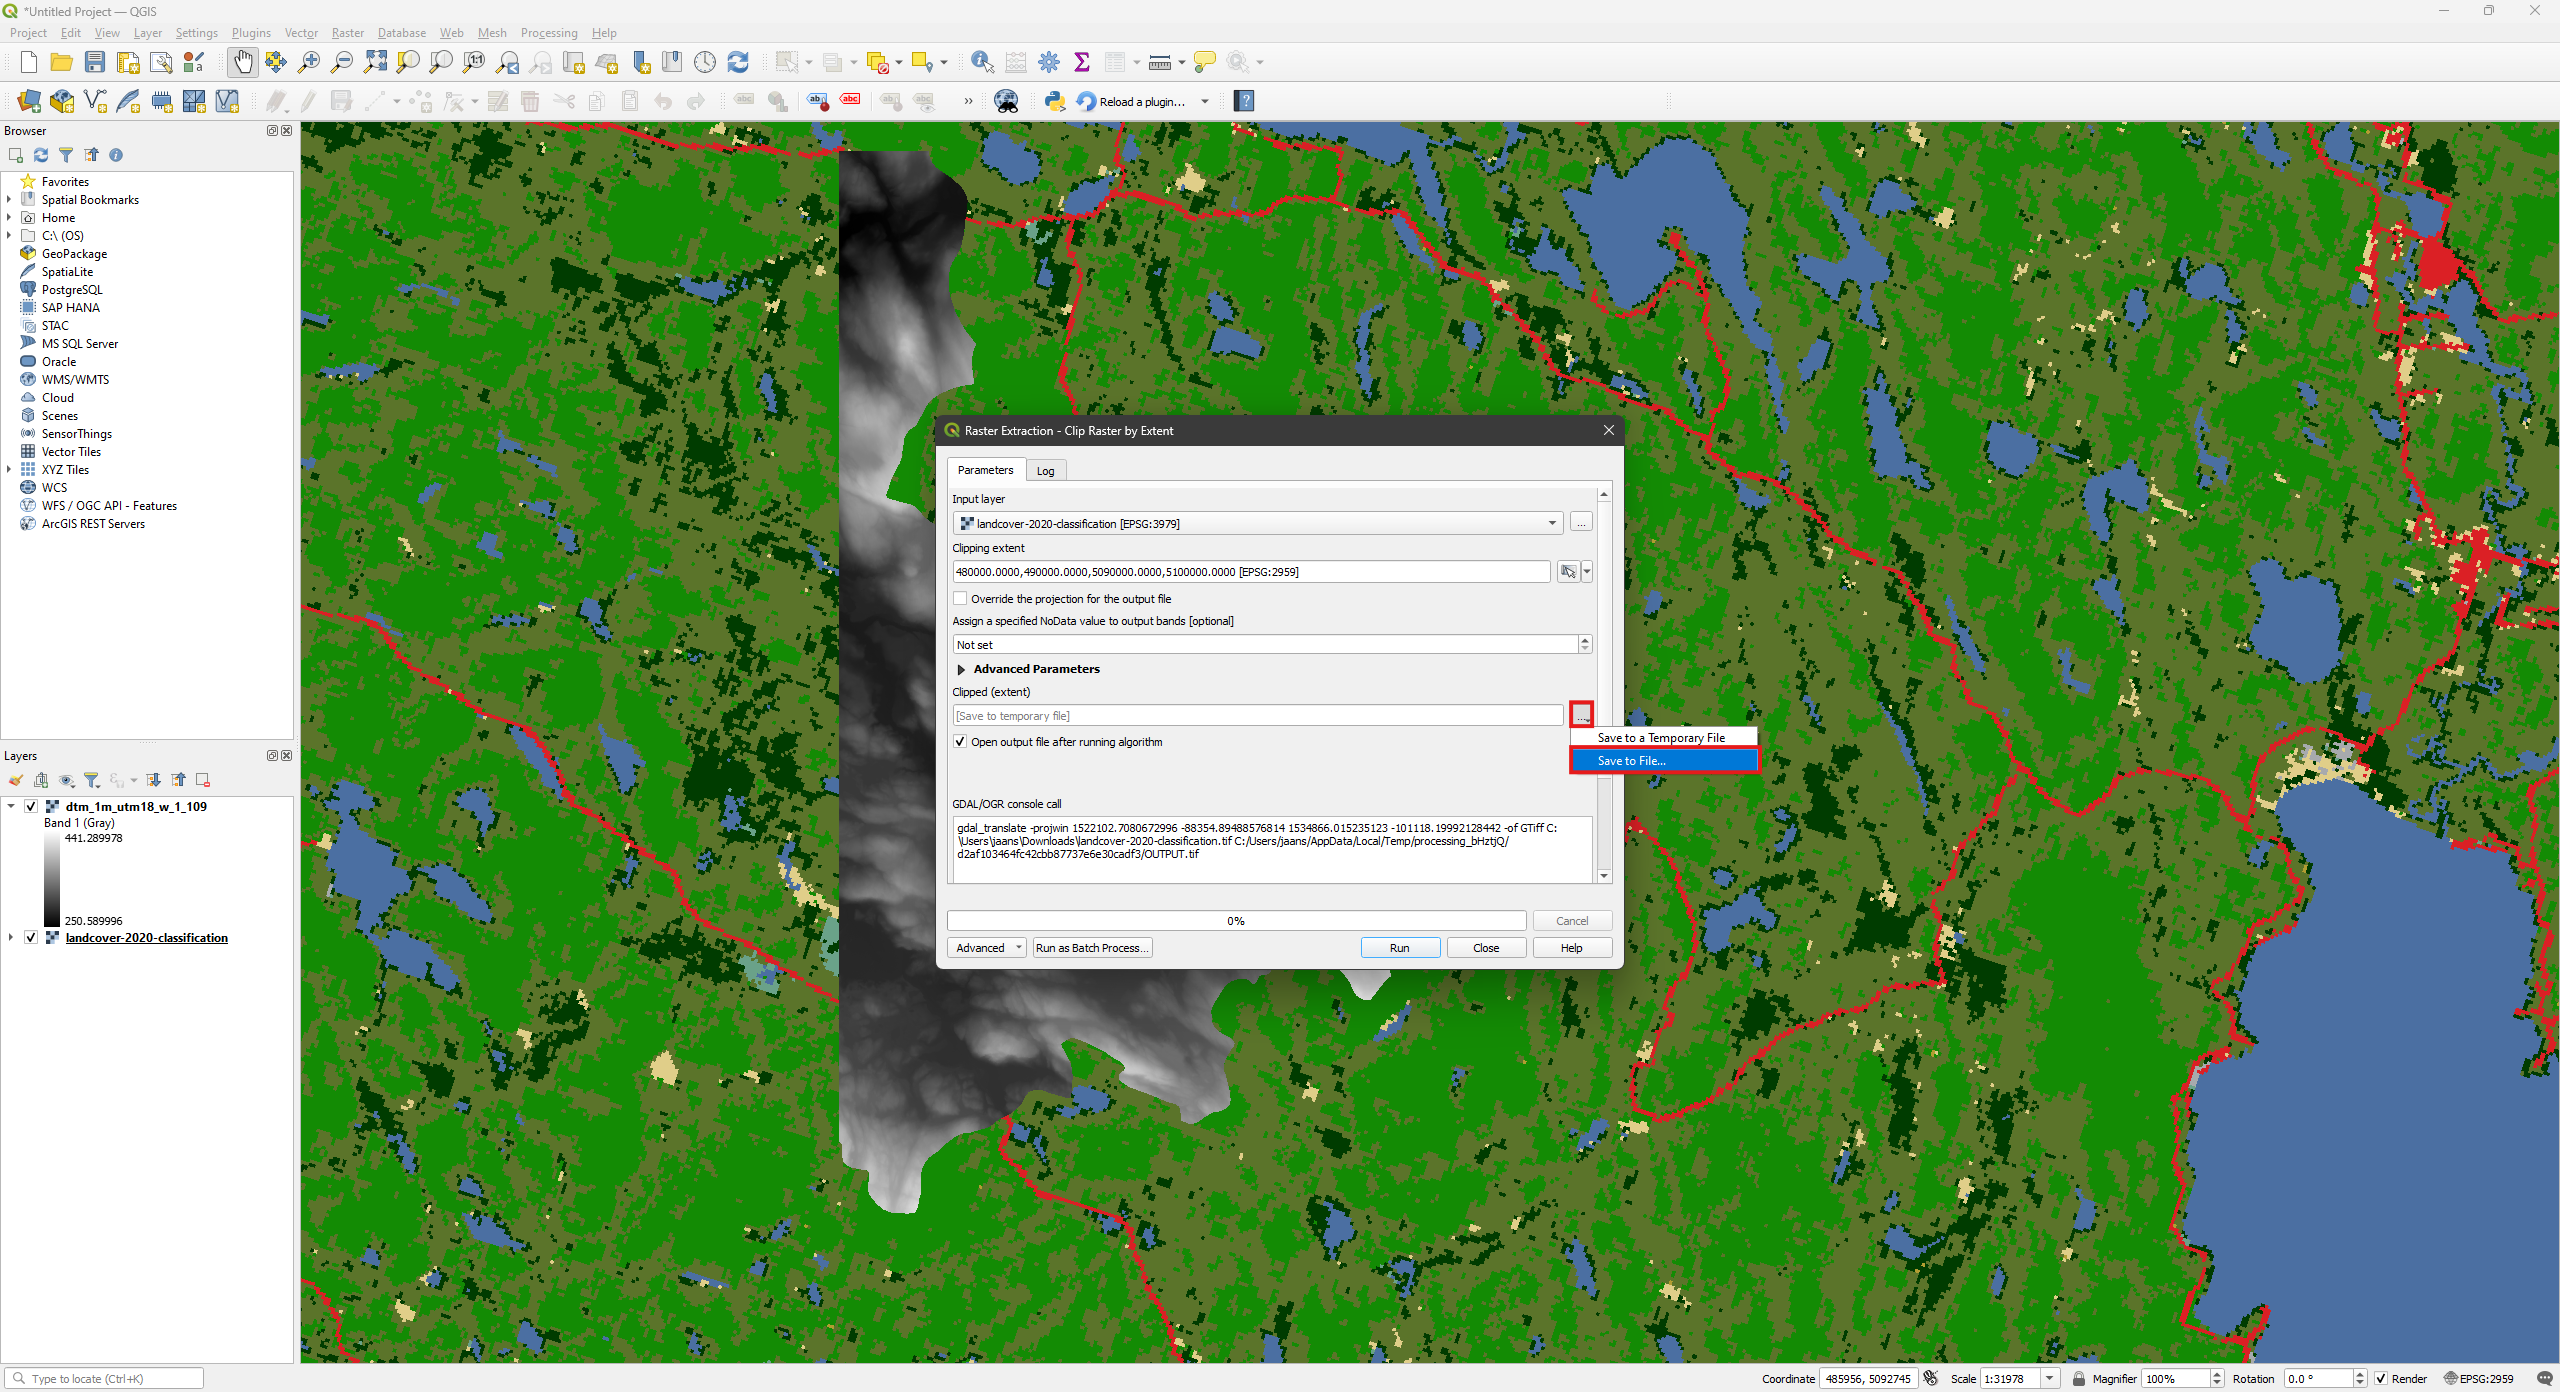 *Untitled Project — QGIS
Project Edit View Layer Settings Plugins Vector Raster Database Web Mesh Processing Help
Reload a plugin...
Browser
Favorites
Spatial Bookmarks
Home
C:\ (OS)
GeoPackage
SpatiaLite
PostgreSQL
SAP HANA
STAC
MS SQL Server
Oracle
WMS/WMTS
Cloud
Scenes
SensorThings
Vector Tiles
XYZ Tiles
WCS
WFS / OGC API - Features
ArcGIS REST Servers
Layers
dtm_1m_utm18_w_1_109
Band 1 (Gray)
441.289978
250.589996
landcover-2020-classification
Raster Extraction - Clip Raster by Extent
Parameters Log
Input layer
landcover-2020-classification [EPSG:3979]
...
Clipping extent
480000.0000,490000.0000,5090000.0000,5100000.0000 [EPSG:2959]
Override the projection for the output file
Assign a specified NoData value to output bands [optional]
Not set
Advanced Parameters
Clipped (extent)
[Save to temporary file]
...
Open output file after running algorithm
Save to a Temporary File
Save to File...
GDAL/OGR console call
gdal_translate -projwin 1522102.7080672996 -88354.89488576814 1534866.015235123 -101118.19992128442 -of GTiff C:
\Users\jaans\Downloads\landcover-2020-classification.tif C:/Users/jaans/AppData/Local/Temp/processing_bHztjQ/
d2af103464fc42cbb87737e6e30cadf3/OUTPUT.tif
0%
Cancel
Advanced Run as Batch Process... Run Close Help
Type to locate (Ctrl+K)
Coordinate 485956, 5092745 Scale 1:31978 Magnifier 100% Rotation 0.0 ° Render EPSG:2959